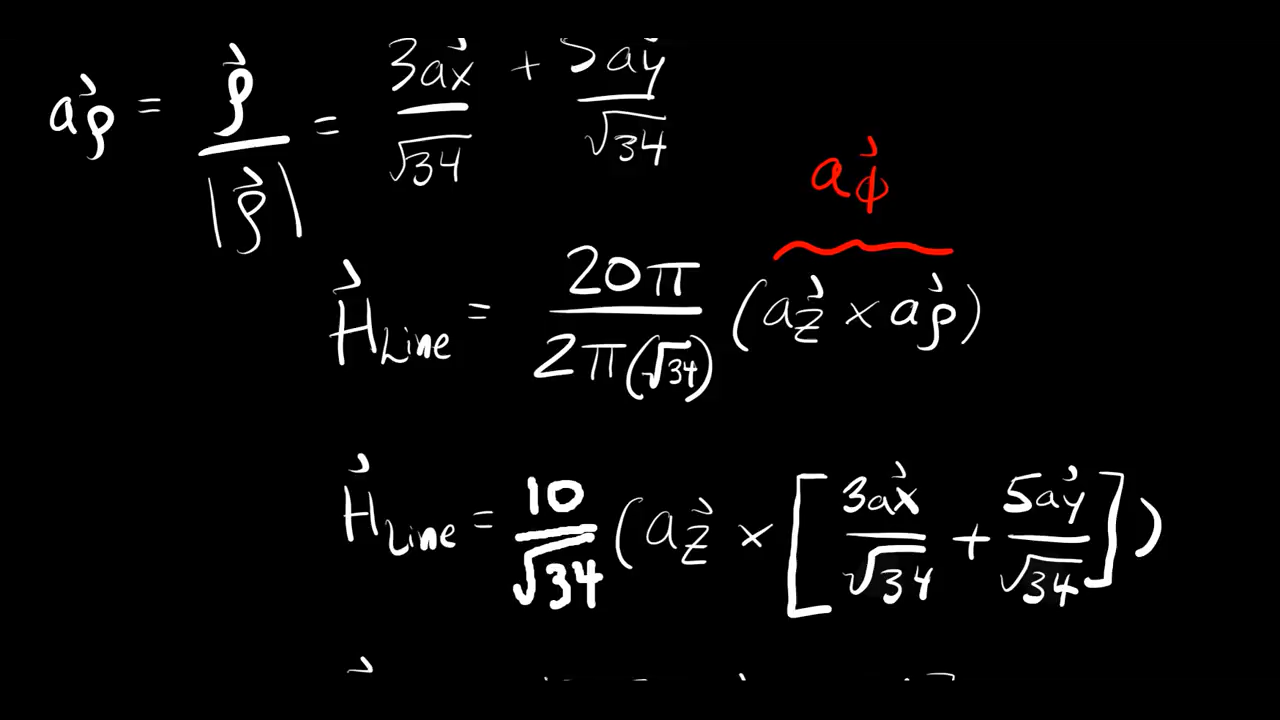 a⃗ρ = ρ⃗ / |ρ⃗| = 3a⃗x / √34 + 5a⃗y / √34
a⃗ϕ
H⃗Line = 20π / 2π(√34) (a⃗z × a⃗ρ)
H⃗Line = 10 / √34 (a⃗z × [3a⃗x / √34 + 5a⃗y / √34])